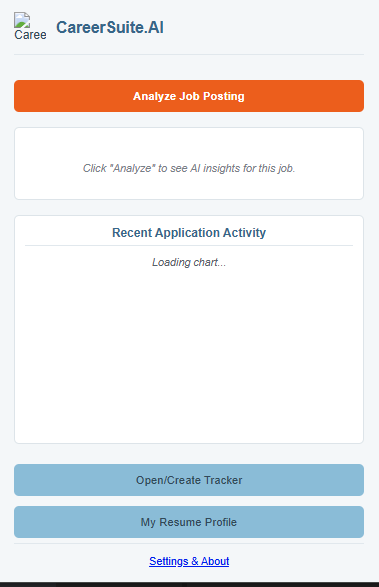 Caree
CareerSuite.AI
Analyze Job Posting
Click "Analyze" to see AI insights for this job.
Recent Application Activity
Loading chart...
Open/Create Tracker
My Resume Profile
Settings & About